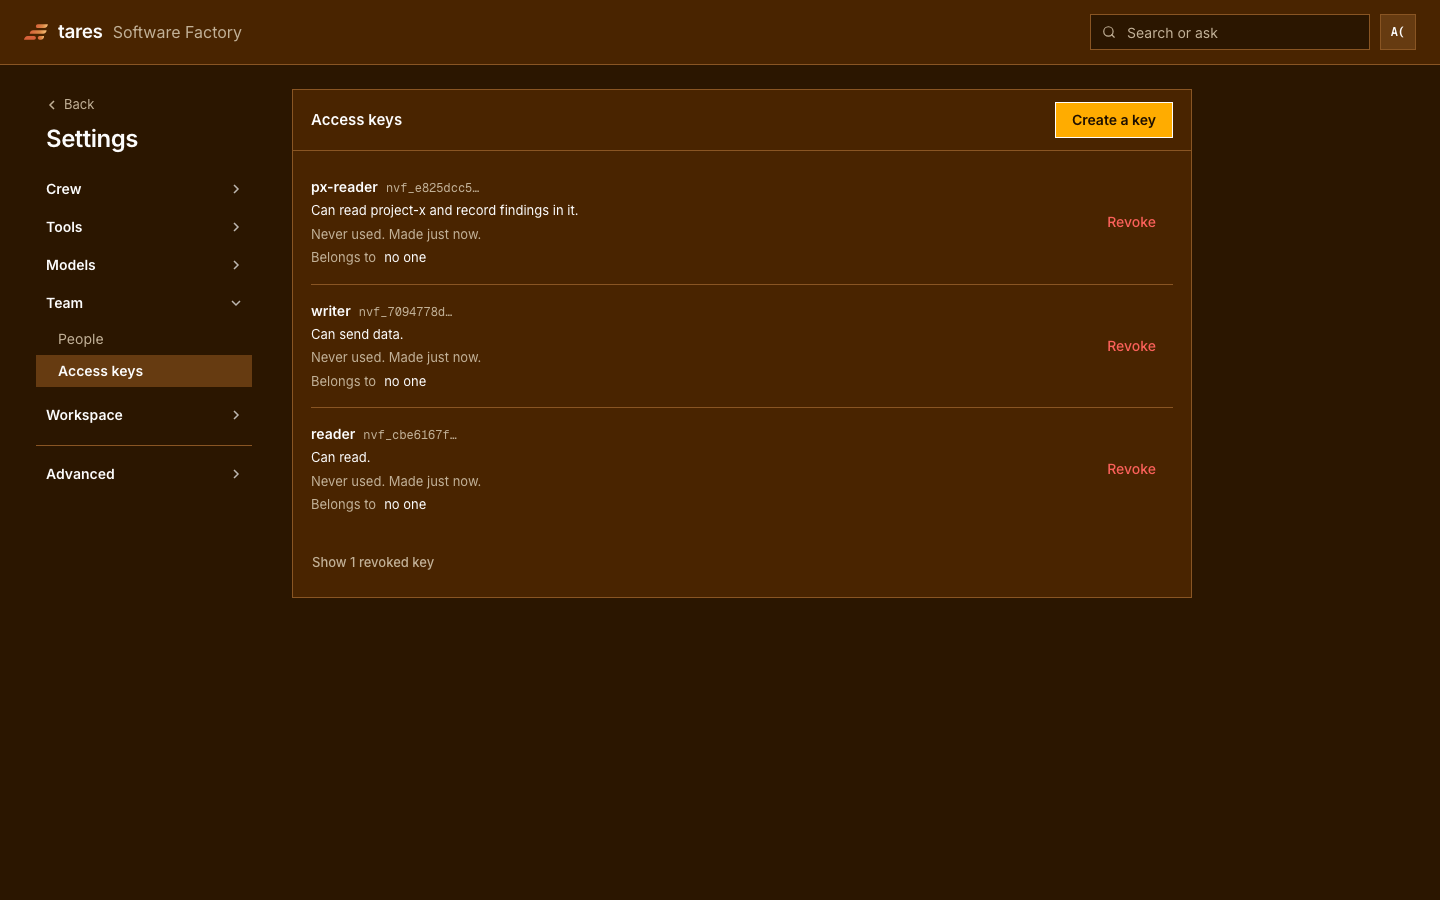 tares Software Factory
Search or ask
A(
Back
Settings
Crew
Tools
Models
Team
People
Access keys
Workspace
Advanced
Access keys
Create a key
px-reader nvf_e825dcc5…
Can read project-x and record findings in it.
Never used. Made just now.
Belongs to no one
Revoke
writer nvf_7094778d…
Can send data.
Never used. Made just now.
Belongs to no one
Revoke
reader nvf_cbe6167f…
Can read.
Never used. Made just now.
Belongs to no one
Revoke
Show 1 revoked key